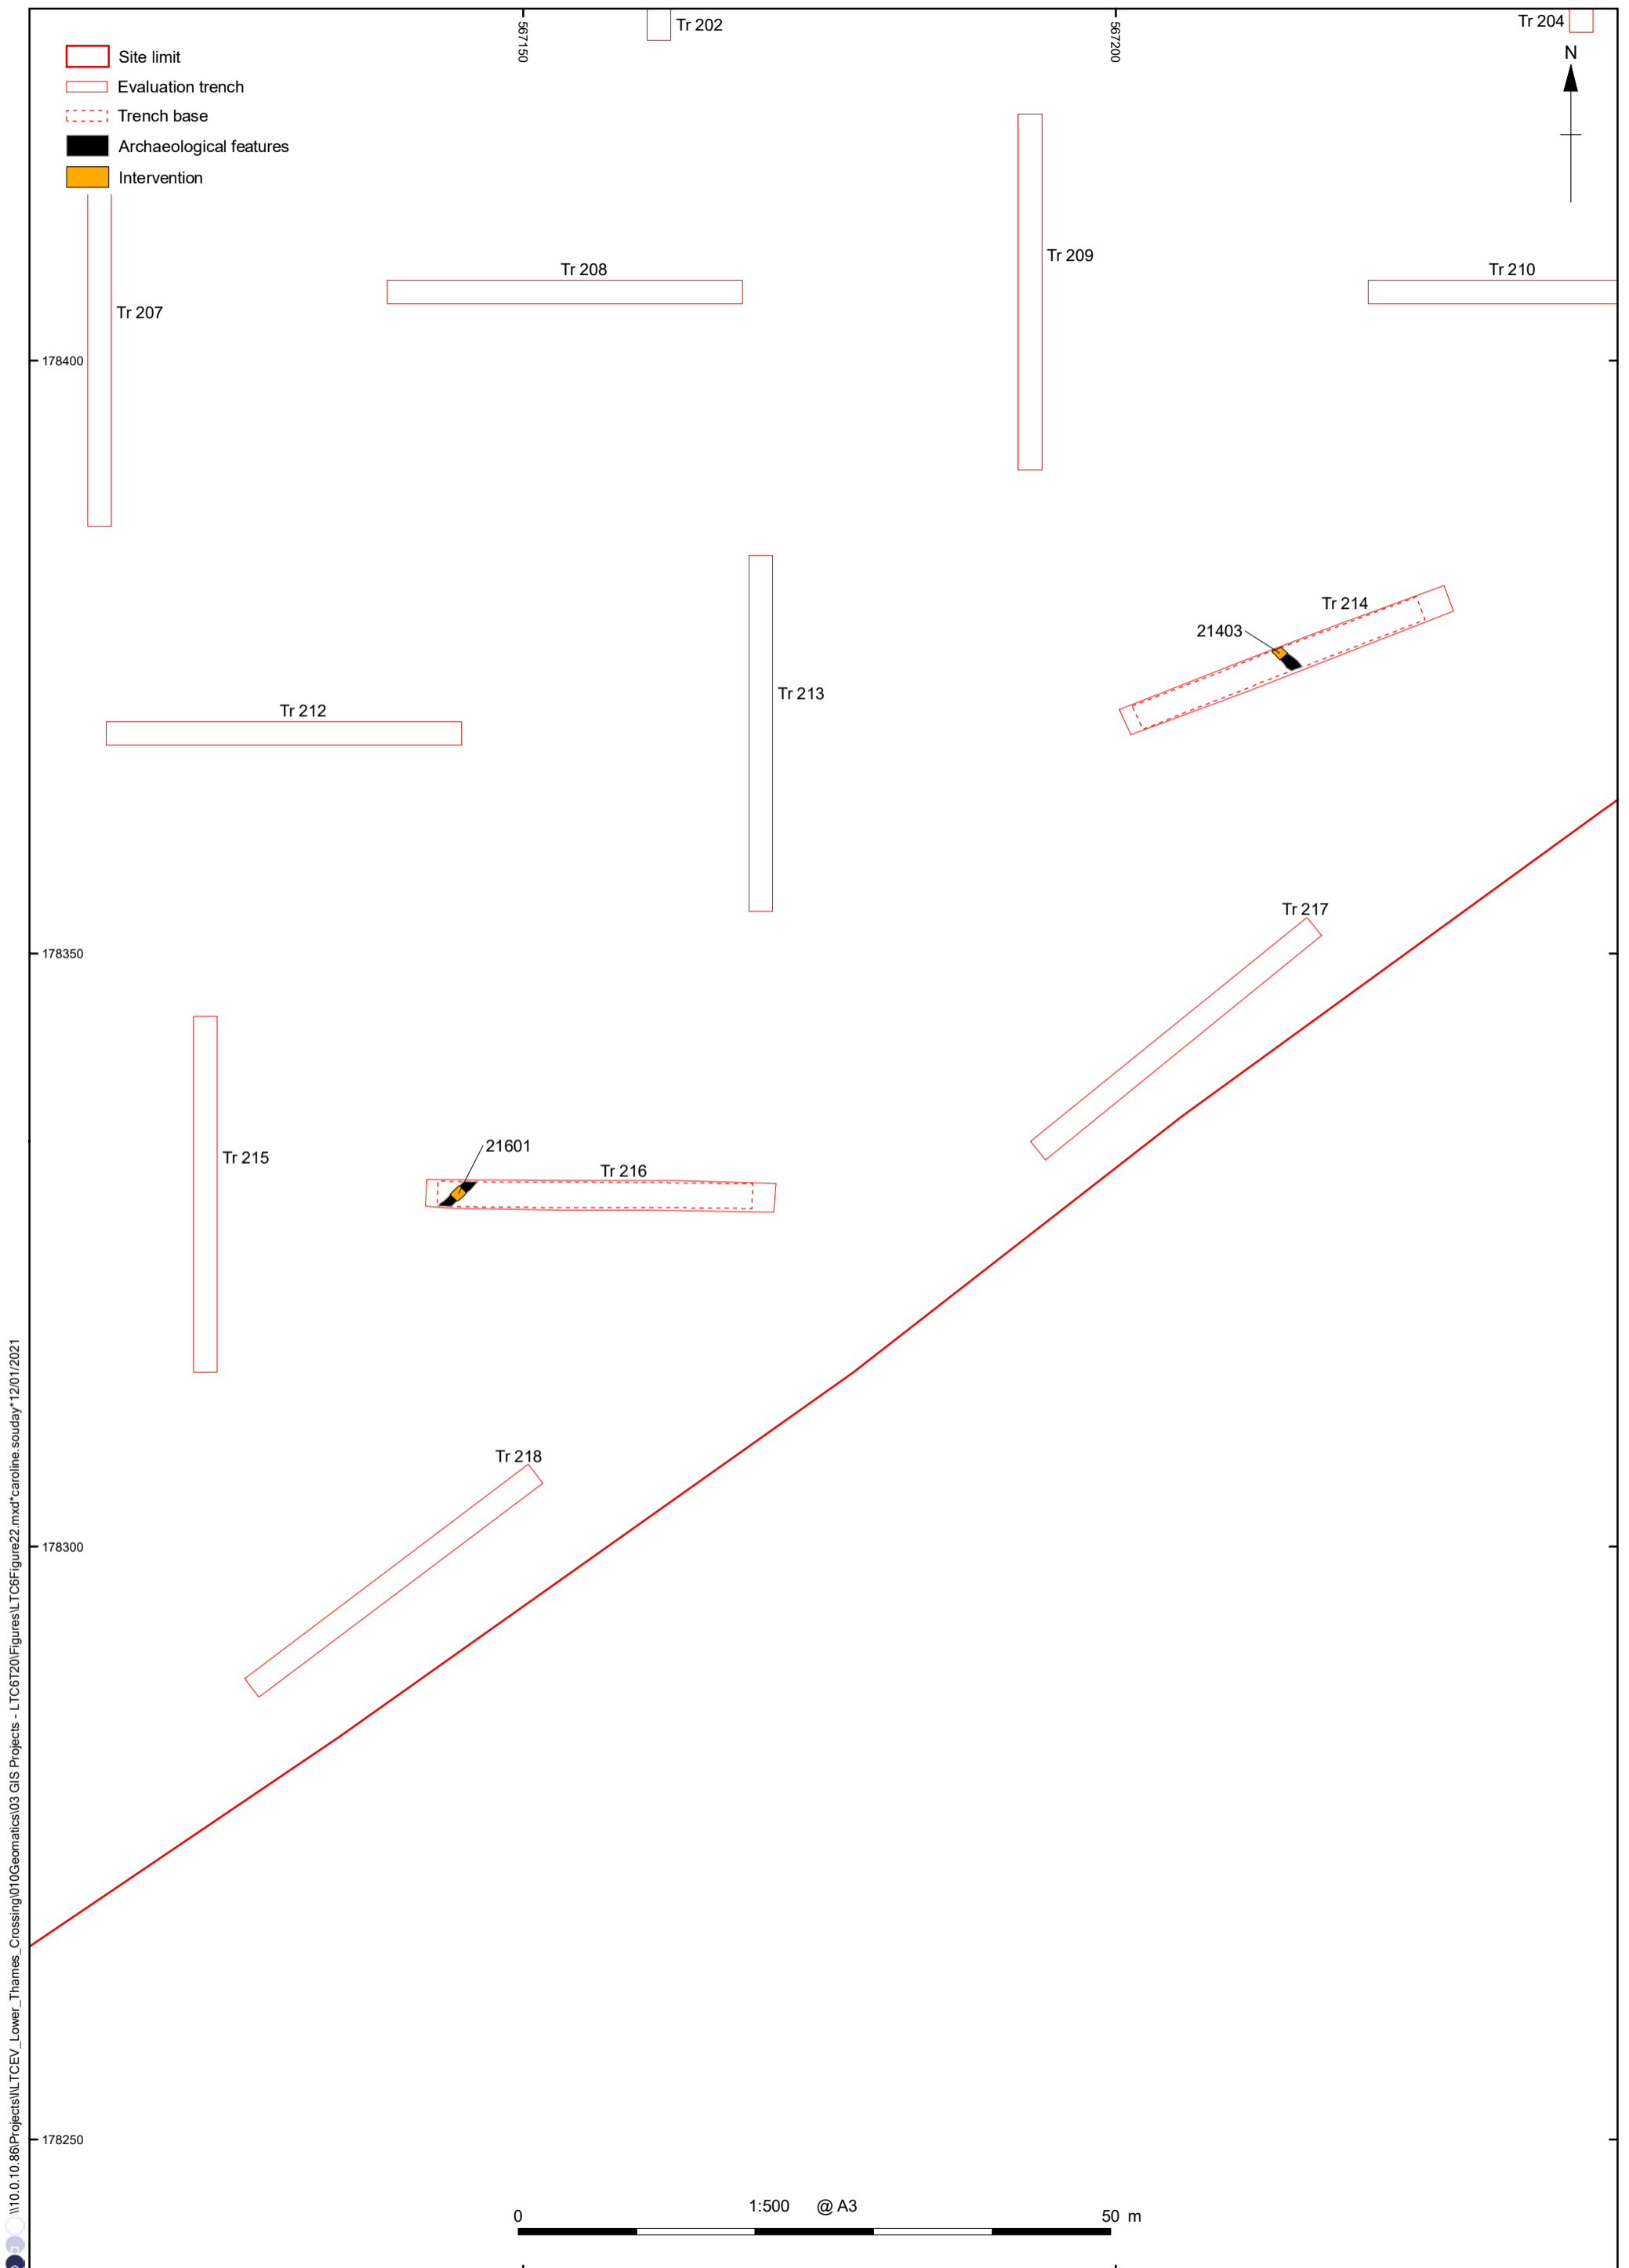 Tr 202
567150
567200
Tr 204
N
Site limit
Evaluation trench
Trench base
Archaeological features
Intervention
Tr 209
Tr 208
Tr 210
Tr 207
178400
Tr 214
21403
Tr 213
Tr 212
Tr 217
178350
21601
Tr 215
Tr 216
Tr 218
178300
178250
1:500 @ A3
0
50 m
\\10.0.10.86\Projects\l\LTCEV_Lower_Thames_Crossing\010Geomatics\03 GIS Projects - LTC6T20\Figures\LTC6Figure22.mxd*caroline.souday*12/01/2021